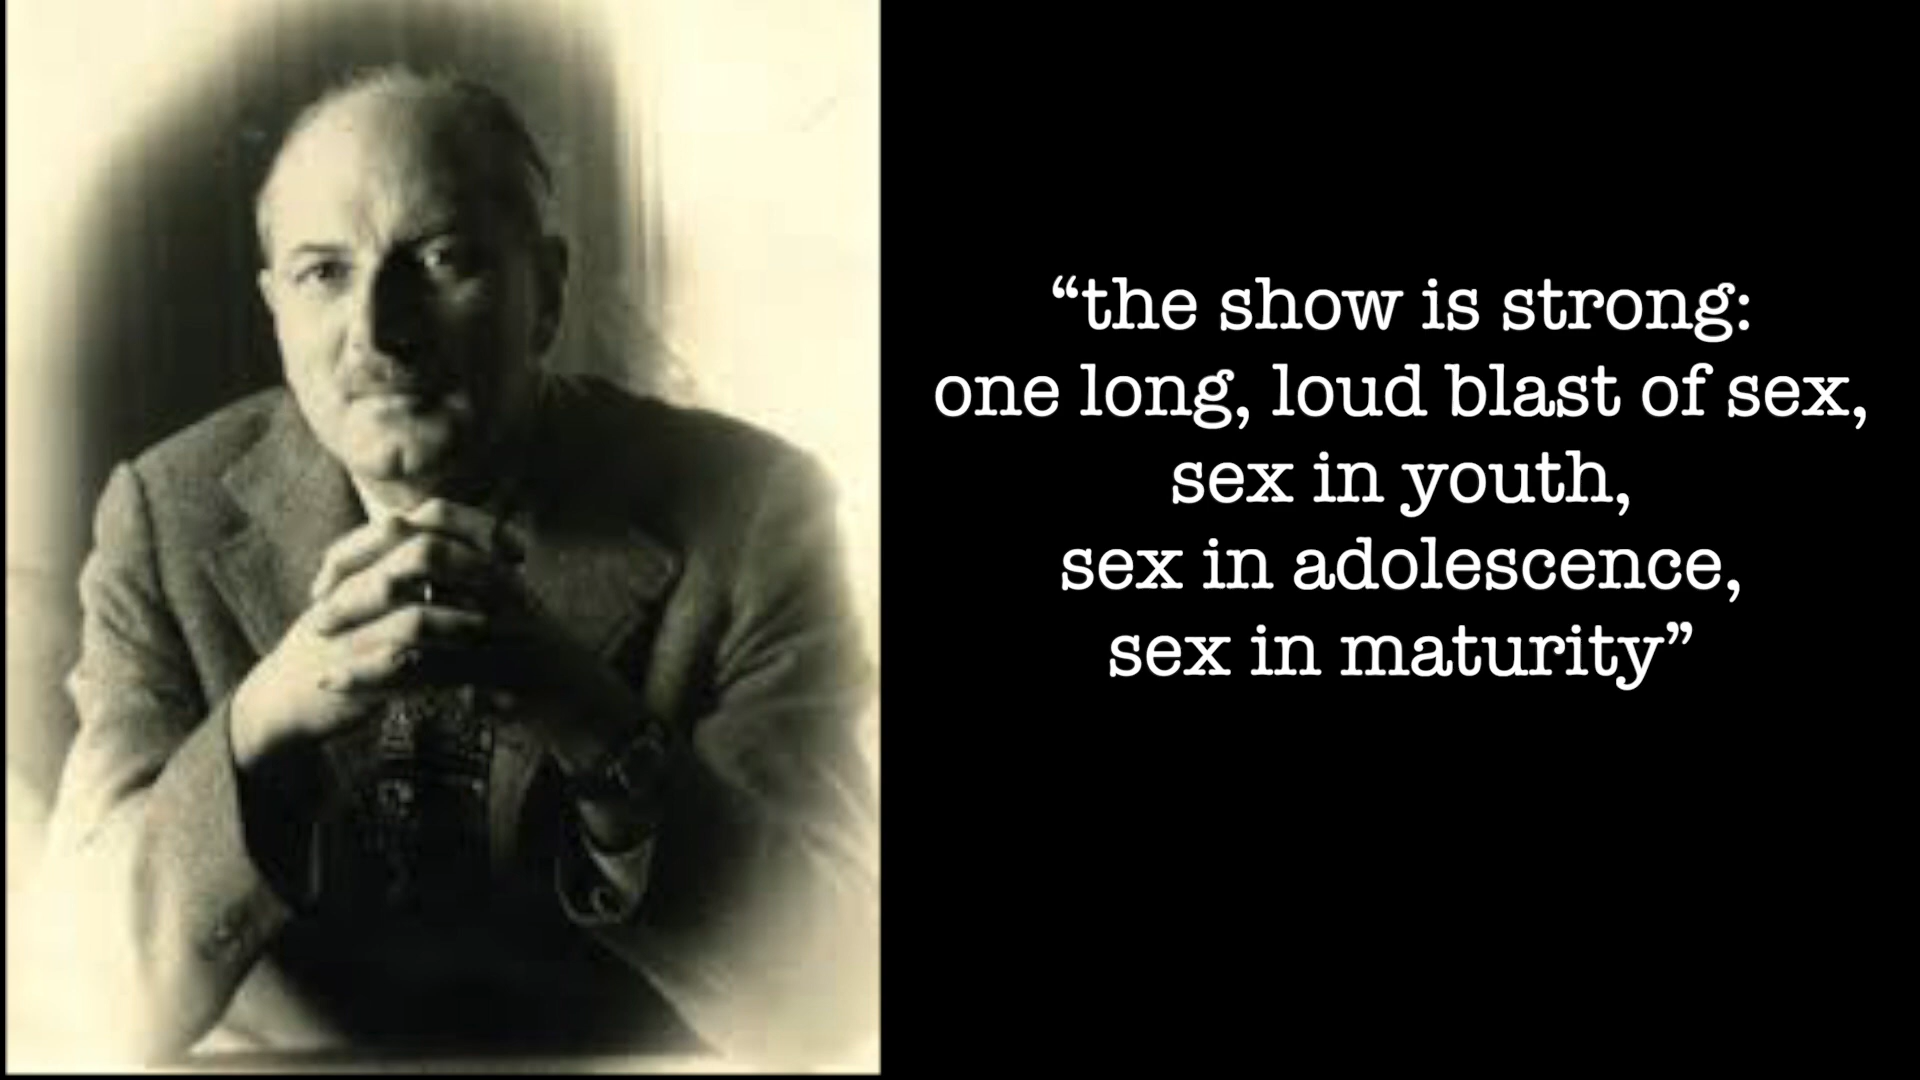 “the show is strong:
one long, loud blast of sex,
sex in youth,
sex in adolescence,
sex in maturity”